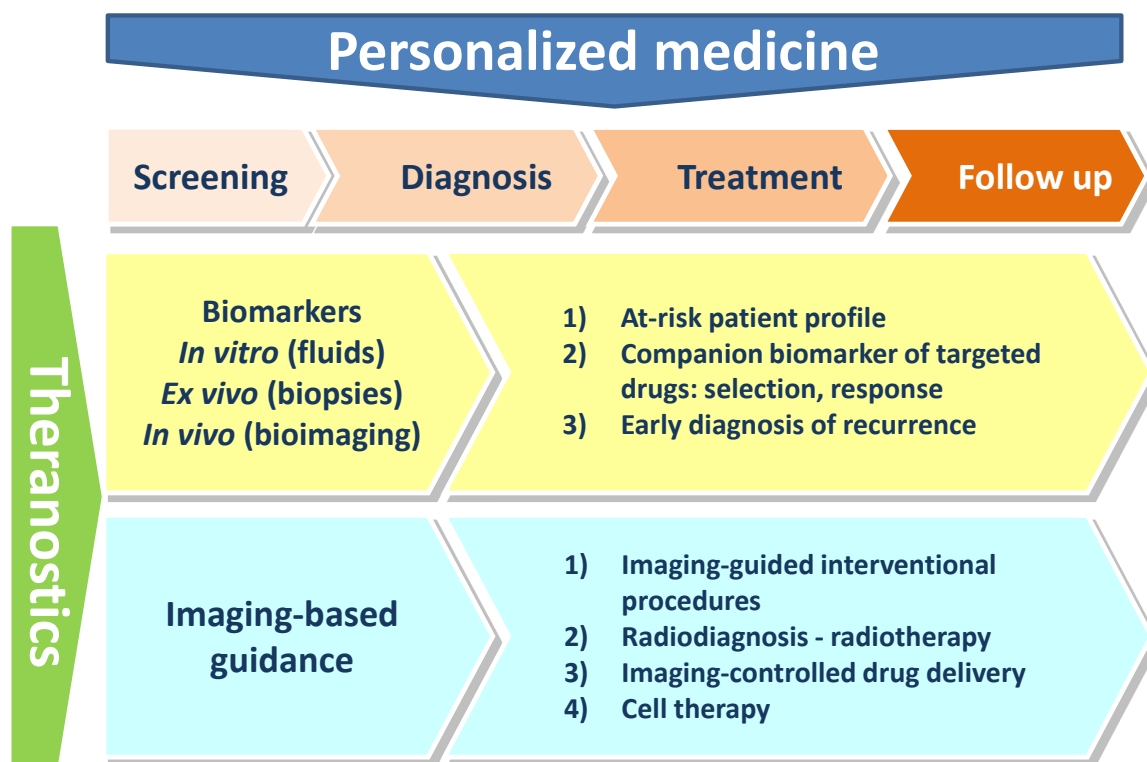 Personalized medicine
Screening
Diagnosis
Treatment
Follow up
Theranostics
Biomarkers
In vitro (fluids)
Ex vivo (biopsies)
In vivo (bioimaging)
1) At-risk patient profile
2) Companion biomarker of targeted
drugs: selection, response
3) Early diagnosis of recurrence
Imaging-based
guidance
1) Imaging-guided interventional
procedures
2) Radiodiagnosis - radiotherapy
3) Imaging-controlled drug delivery
4) Cell therapy